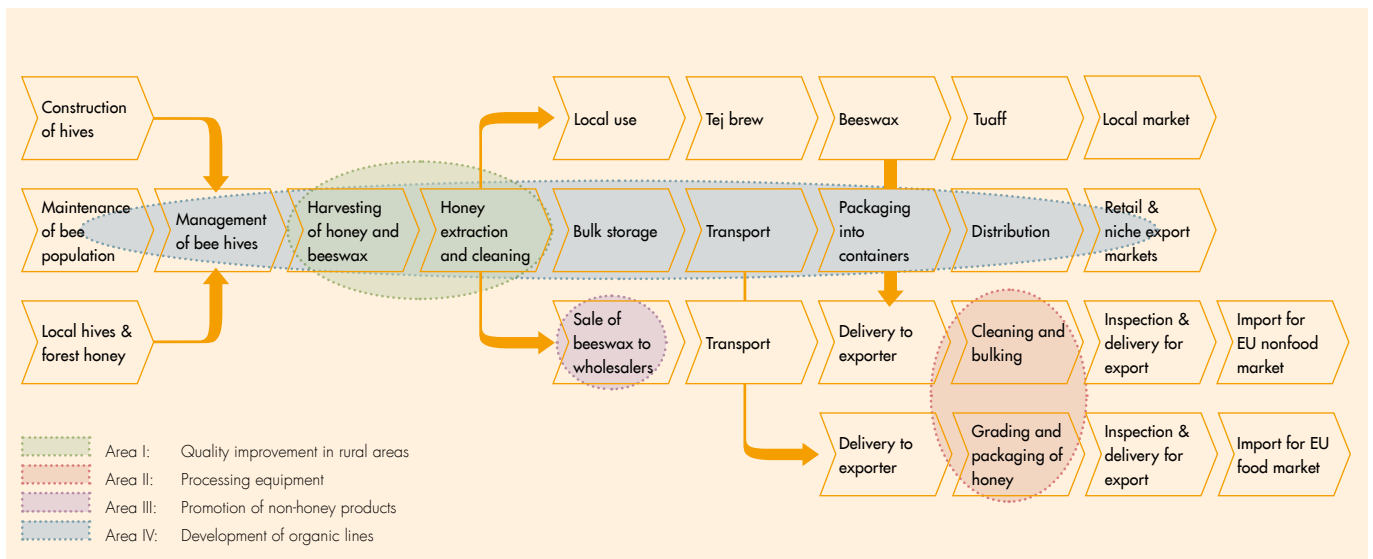 Construction
of hives
Local use
Tej brew
Beeswax
Tuaff
Local market
Maintenance
of bee
population
Management
of bee hives
Harvesting
of honey and
beeswax
Honey
extraction
and cleaning
Bulk storage
Transport
Packaging
into
containers
Distribution
Retail &
niche export
markets
Local hives &
forest honey
Sale of
beeswax to
wholesalers
Transport
Delivery to
exporter
Cleaning and
bulking
Inspection &
delivery for
export
Import for
EU nonfood
market
Delivery to
exporter
Grading and
packaging of
honey
Inspection &
delivery for
export
Import for EU
food market
Area I: Quality improvement in rural areas
Area II: Processing equipment
Area III: Promotion of non-honey products
Area IV: Development of organic lines